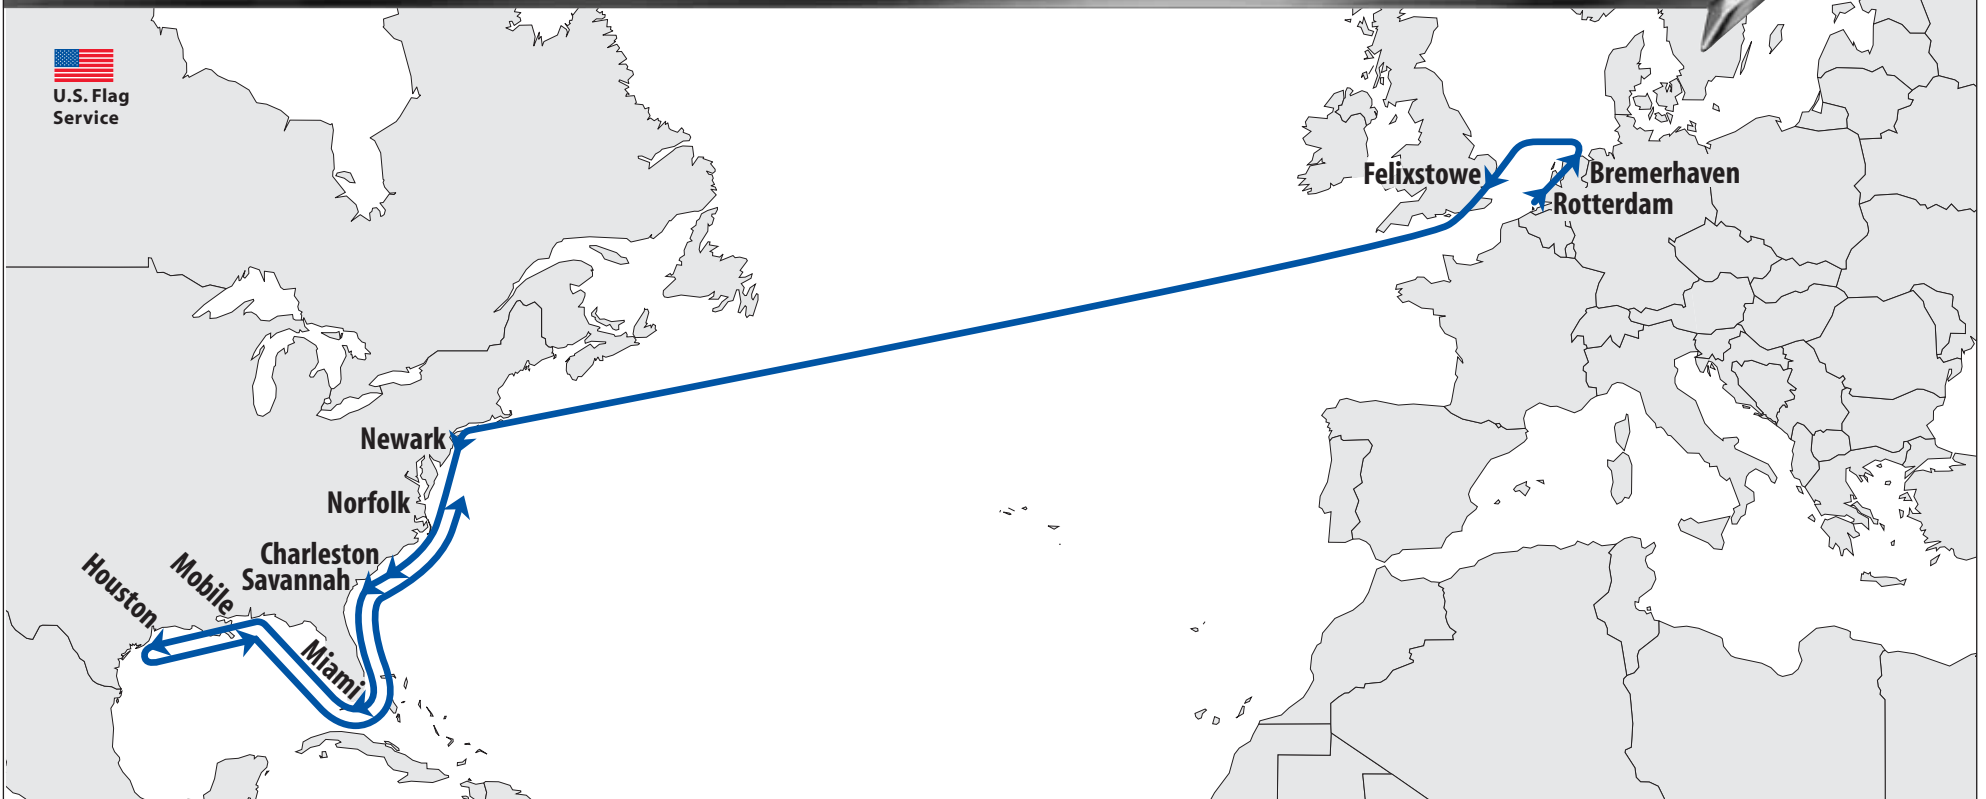 U.S. Flag
Service
Felixstowe
Bremerhaven
Rotterdam
Newark
Norfolk
Charleston
Savannah
Houston
Mobile
Miami